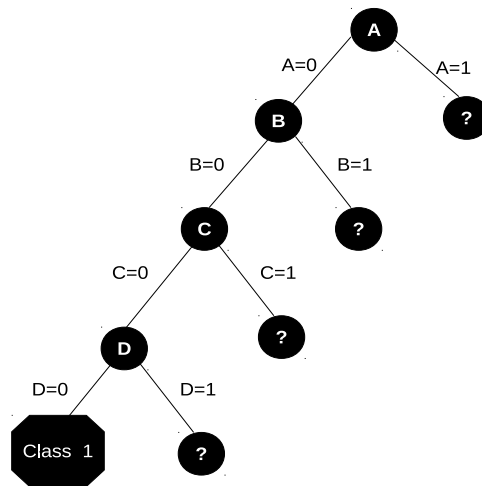 A
A=0
A=1
B
?
B=0
B=1
C
?
C=0
C=1
D
?
D=0
D=1
Class 1
?